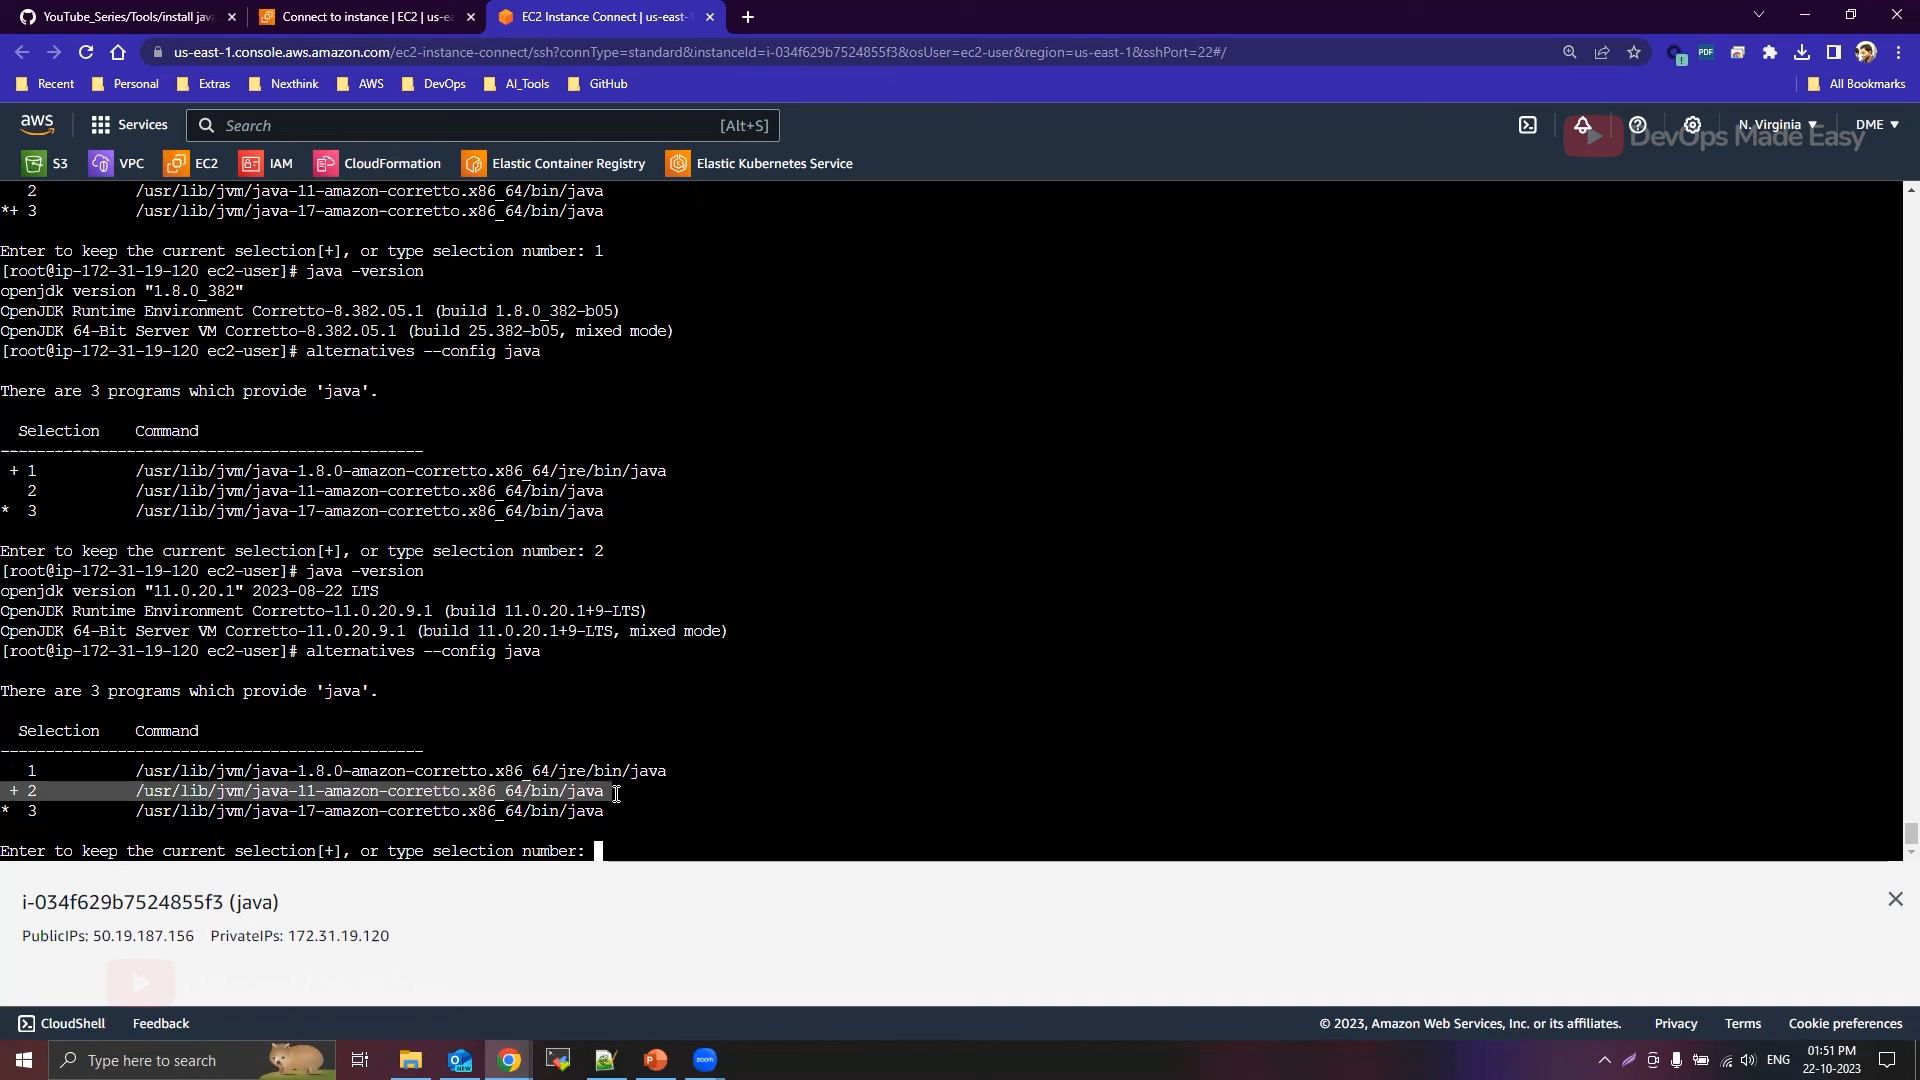 YouTube_Series/Tools/install java
Connect to instance | EC2 | us-ea
EC2 Instance Connect | us-east-1
us-east-1.console.aws.amazon.com/ec2-instance-connect/ssh?connType=standard&instanceId=i-034f629b7524855f3&osUser=ec2-user&region=us-east-1&sshPort=22#/
PDF
Recent Personal Extras Nexthink AWS DevOps AI_Tools GitHub All Bookmarks
aws Services Search [Alt+S] N. Virginia ▼ DME ▼
DevOps Made Easy
S3 VPC EC2 IAM CloudFormation Elastic Container Registry Elastic Kubernetes Service
2 /usr/lib/jvm/java-11-amazon-corretto.x86_64/bin/java
*+ 3 /usr/lib/jvm/java-17-amazon-corretto.x86_64/bin/java
Enter to keep the current selection[+], or type selection number: 1
[root@ip-172-31-19-120 ec2-user]# java -version
openjdk version "1.8.0_382"
OpenJDK Runtime Environment Corretto-8.382.05.1 (build 1.8.0_382-b05)
OpenJDK 64-Bit Server VM Corretto-8.382.05.1 (build 25.382-b05, mixed mode)
[root@ip-172-31-19-120 ec2-user]# alternatives --config java
There are 3 programs which provide 'java'.
Selection Command
-----------------------------------------------
+ 1 /usr/lib/jvm/java-1.8.0-amazon-corretto.x86_64/jre/bin/java
2 /usr/lib/jvm/java-11-amazon-corretto.x86_64/bin/java
* 3 /usr/lib/jvm/java-17-amazon-corretto.x86_64/bin/java
Enter to keep the current selection[+], or type selection number: 2
[root@ip-172-31-19-120 ec2-user]# java -version
openjdk version "11.0.20.1" 2023-08-22 LTS
OpenJDK Runtime Environment Corretto-11.0.20.9.1 (build 11.0.20.1+9-LTS)
OpenJDK 64-Bit Server VM Corretto-11.0.20.9.1 (build 11.0.20.1+9-LTS, mixed mode)
[root@ip-172-31-19-120 ec2-user]# alternatives --config java
There are 3 programs which provide 'java'.
Selection Command
-----------------------------------------------
1 /usr/lib/jvm/java-1.8.0-amazon-corretto.x86_64/jre/bin/java
+ 2 /usr/lib/jvm/java-11-amazon-corretto.x86_64/bin/java
* 3 /usr/lib/jvm/java-17-amazon-corretto.x86_64/bin/java
Enter to keep the current selection[+], or type selection number:
i-034f629b7524855f3 (java)
PublicIPs: 50.19.187.156 PrivateIPs: 172.31.19.120
CloudShell Feedback © 2023, Amazon Web Services, Inc. or its affiliates. Privacy Terms Cookie preferences
Type here to search
NEW
zoom
ENG
01:51 PM
22-10-2023